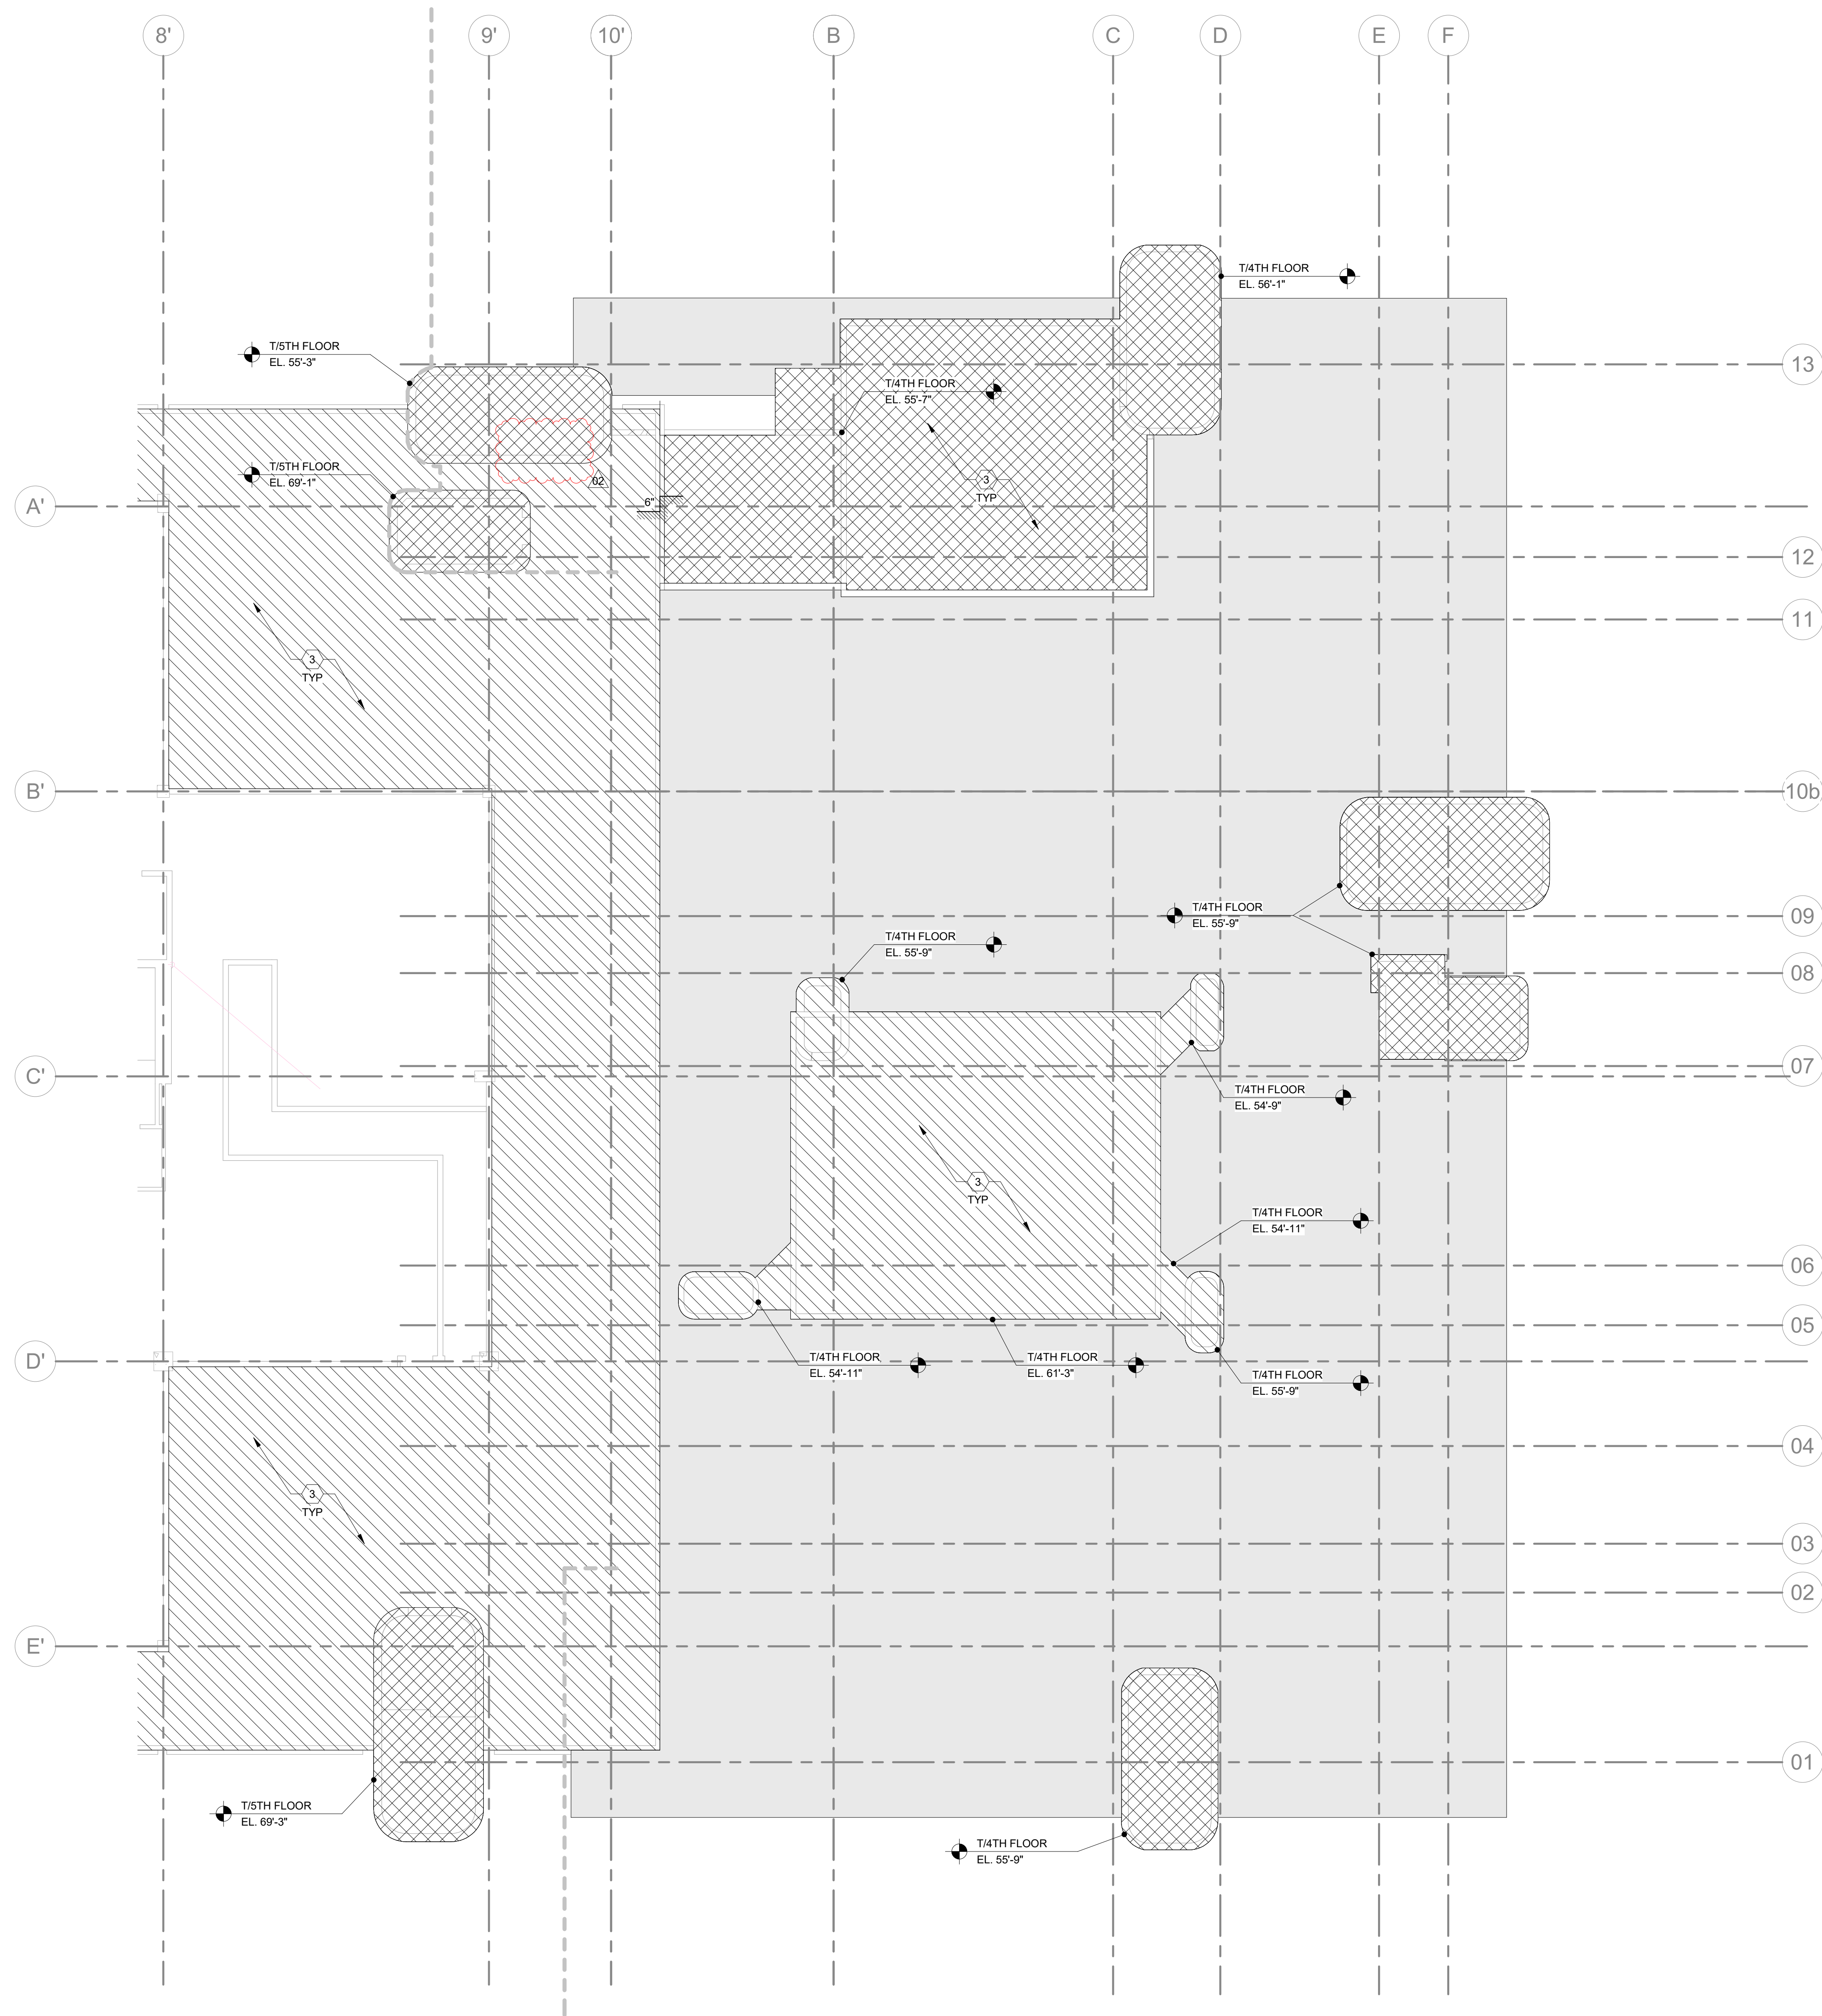 8' 9' 10' B C D E F
T/4TH FLOOR
EL. 56'-1"
T/5TH FLOOR
EL. 55'-3"
13
T/4TH FLOOR
EL. 55'-7"
T/5TH FLOOR
EL. 69'-1"
02
3
TYP
6"
A'
12
11
3
TYP
B'
10b
T/4TH FLOOR
EL. 55'-9"
09
T/4TH FLOOR
EL. 55'-9"
08
07
C'
T/4TH FLOOR
EL. 54'-9"
3
TYP
T/4TH FLOOR
EL. 54'-11"
06
05
D'
T/4TH FLOOR
EL. 54'-11"
T/4TH FLOOR
EL. 61'-3"
T/4TH FLOOR
EL. 55'-9"
04
3
TYP
03
02
E'
01
T/5TH FLOOR
EL. 69'-3"
T/4TH FLOOR
EL. 55'-9"